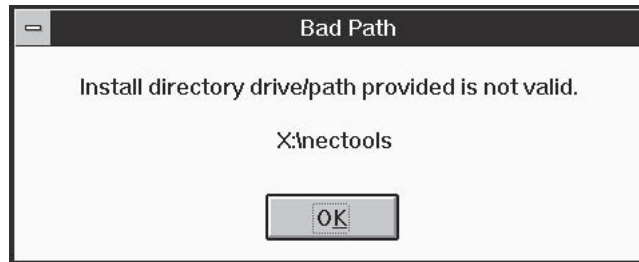 Bad Path
Install directory drive/path provided is not valid.
X:\nectools
OK